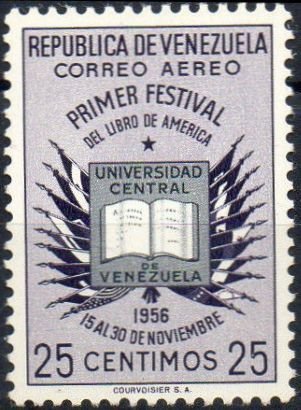 REPUBLICA DE VENEZUELA
CORREO AEREO
PRIMER FESTIVAL
DEL LIBRO DE AMERICA
UNIVERSIDAD
CENTRAL
DE
VENEZUELA
1956
15 AL 30 DE NOVIEMBRE
25 CENTIMOS 25
COURVOISIER S.A.